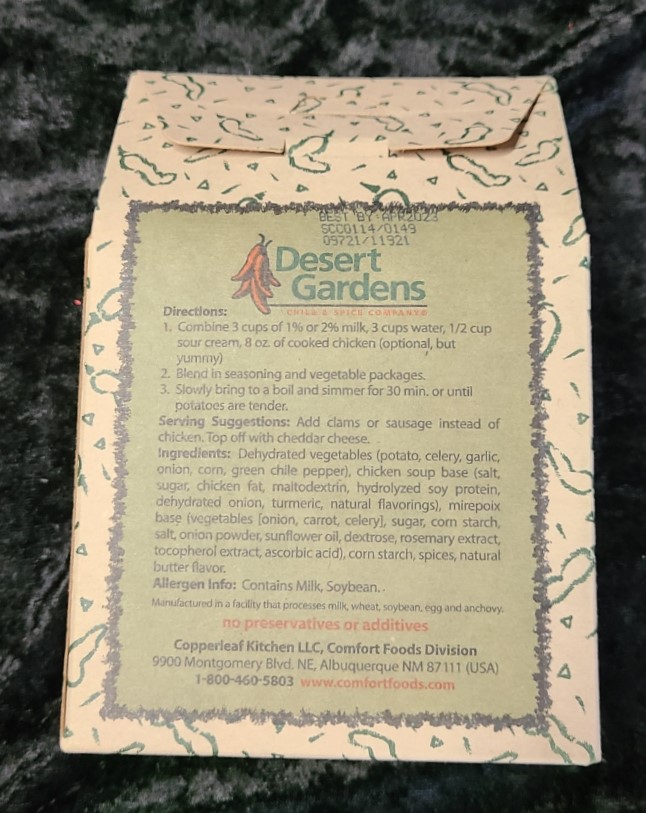 BEST BY APR2023
SCC0114/0149
09721/11921
Desert
Gardens
CHILE & SPICE COMPANY®
Directions:
1. Combine 3 cups of 1% or 2% milk, 3 cups water, 1/2 cup
sour cream, 8 oz. of cooked chicken (optional, but
yummy)
2. Blend in seasoning and vegetable packages.
3. Slowly bring to a boil and simmer for 30 min. or until
potatoes are tender.
Serving Suggestions: Add clams or sausage instead of
chicken. Top off with cheddar cheese.
Ingredients: Dehydrated vegetables (potato, celery, garlic,
onion, corn, green chile pepper), chicken soup base (salt,
sugar, chicken fat, maltodextrin, hydrolyzed soy protein,
dehydrated onion, turmeric, natural flavorings), mirepoix
base (vegetables [onion, carrot, celery], sugar, corn starch,
salt, onion powder, sunflower oil, dextrose, rosemary extract,
tocopherol extract, ascorbic acid), corn starch, spices, natural
butter flavor.
Allergen Info: Contains Milk, Soybean.
Manufactured in a facility that processes milk, wheat, soybean, egg and anchovy.
no preservatives or additives
Copperleaf Kitchen LLC, Comfort Foods Division
9900 Montgomery Blvd. NE, Albuquerque NM 87111 (USA)
1-800-460-5803 www.comfortfoods.com